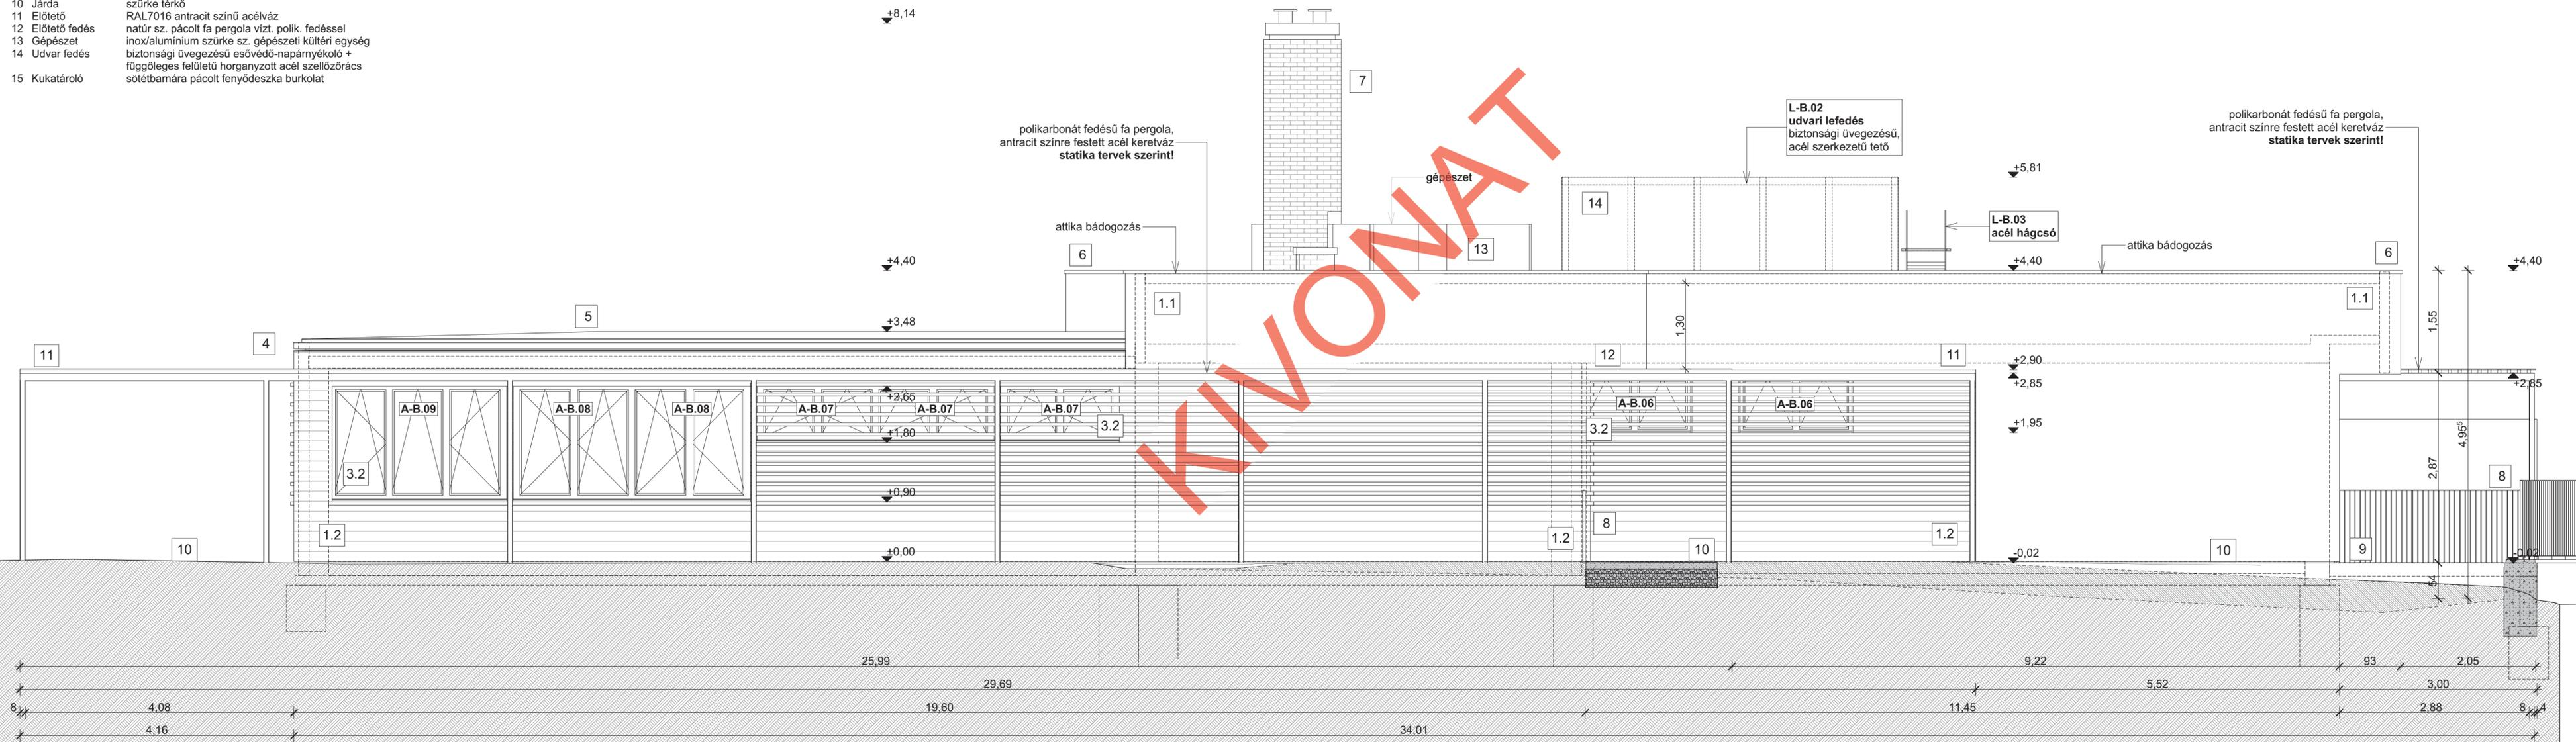 10 Járda szürke térkő
11 Előtető RAL7016 antracit színű acélváz
12 Előtető fedés natúr sz. pácolt fa pergola vízt. polik. fedéssel
13 Gépészet inox/alumínium szürke sz. gépészeti kültéri egység
14 Udvar fedés biztonsági üvegezésű esővédő-napárnyékoló +
függőleges felületű horganyzott acél szellőzőrács
15 Kukatároló sötétbarnára pácolt fenyődeszka burkolat
+8,14
7
polikarbonát fedésű fa pergola,
antracit színre festett acél keretváz
statika tervek szerint!
L-B.02
udvari lefedés
biztonsági üvegezésű,
acél szerkezetű tető
polikarbonát fedésű fa pergola,
antracit színre festett acél keretváz
statika tervek szerint!
gépészet
+5,81
14
L-B.03
acél hágcsó
attika bádogozás
attika bádogozás
6
13
6
+4,40
+4,40
+4,40
1.1
1.1
5
+3,48
1,30
1,55
4
11
12
11
+2,90
+2,85
+2,85
+2,65
A-B.09
A-B.08
A-B.08
A-B.07
A-B.07
A-B.07
A-B.06
A-B.06
3.2
3.2
+1,95
+1,80
4,95⁵
3.2
2,87
8
+0,90
8
1.2
1.2
1.2
10
+0,00
10
-0,02
10
9
-0,02
54
KIVONAT
25,99
9,22
93
2,05
29,69
5,52
3,00
8
4,08
19,60
11,45
2,88
8
4
4,16
34,01